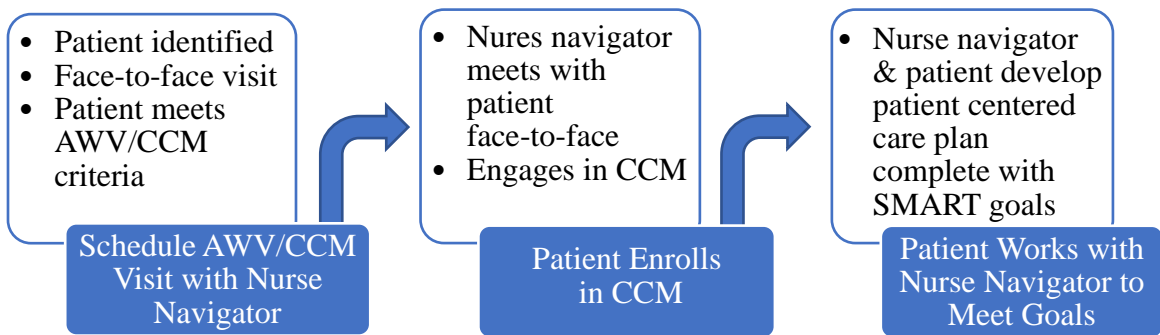 • Patient identified
• Face-to-face visit
• Patient meets
AWV/CCM
criteria
Schedule AWV/CCM
Visit with Nurse
Navigator
• Nures navigator
meets with
patient
face-to-face
• Engages in CCM
Patient Enrolls
in CCM
• Nurse navigator
& patient develop
patient centered
care plan
complete with
SMART goals
Patient Works with
Nurse Navigator to
Meet Goals